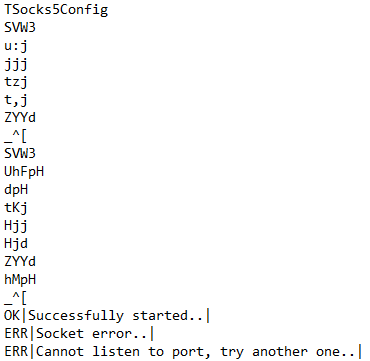 TSocks5Config
SVW3
u:j
jjj
tzj
t,j
ZYYd
_^[
SVW3
UhFpH
dpH
tKj
Hjj
Hjd
ZYYd
hMpH
_^[
OK|Successfully started..|
ERR|Socket error..|
ERR|Cannot listen to port, try another one..|